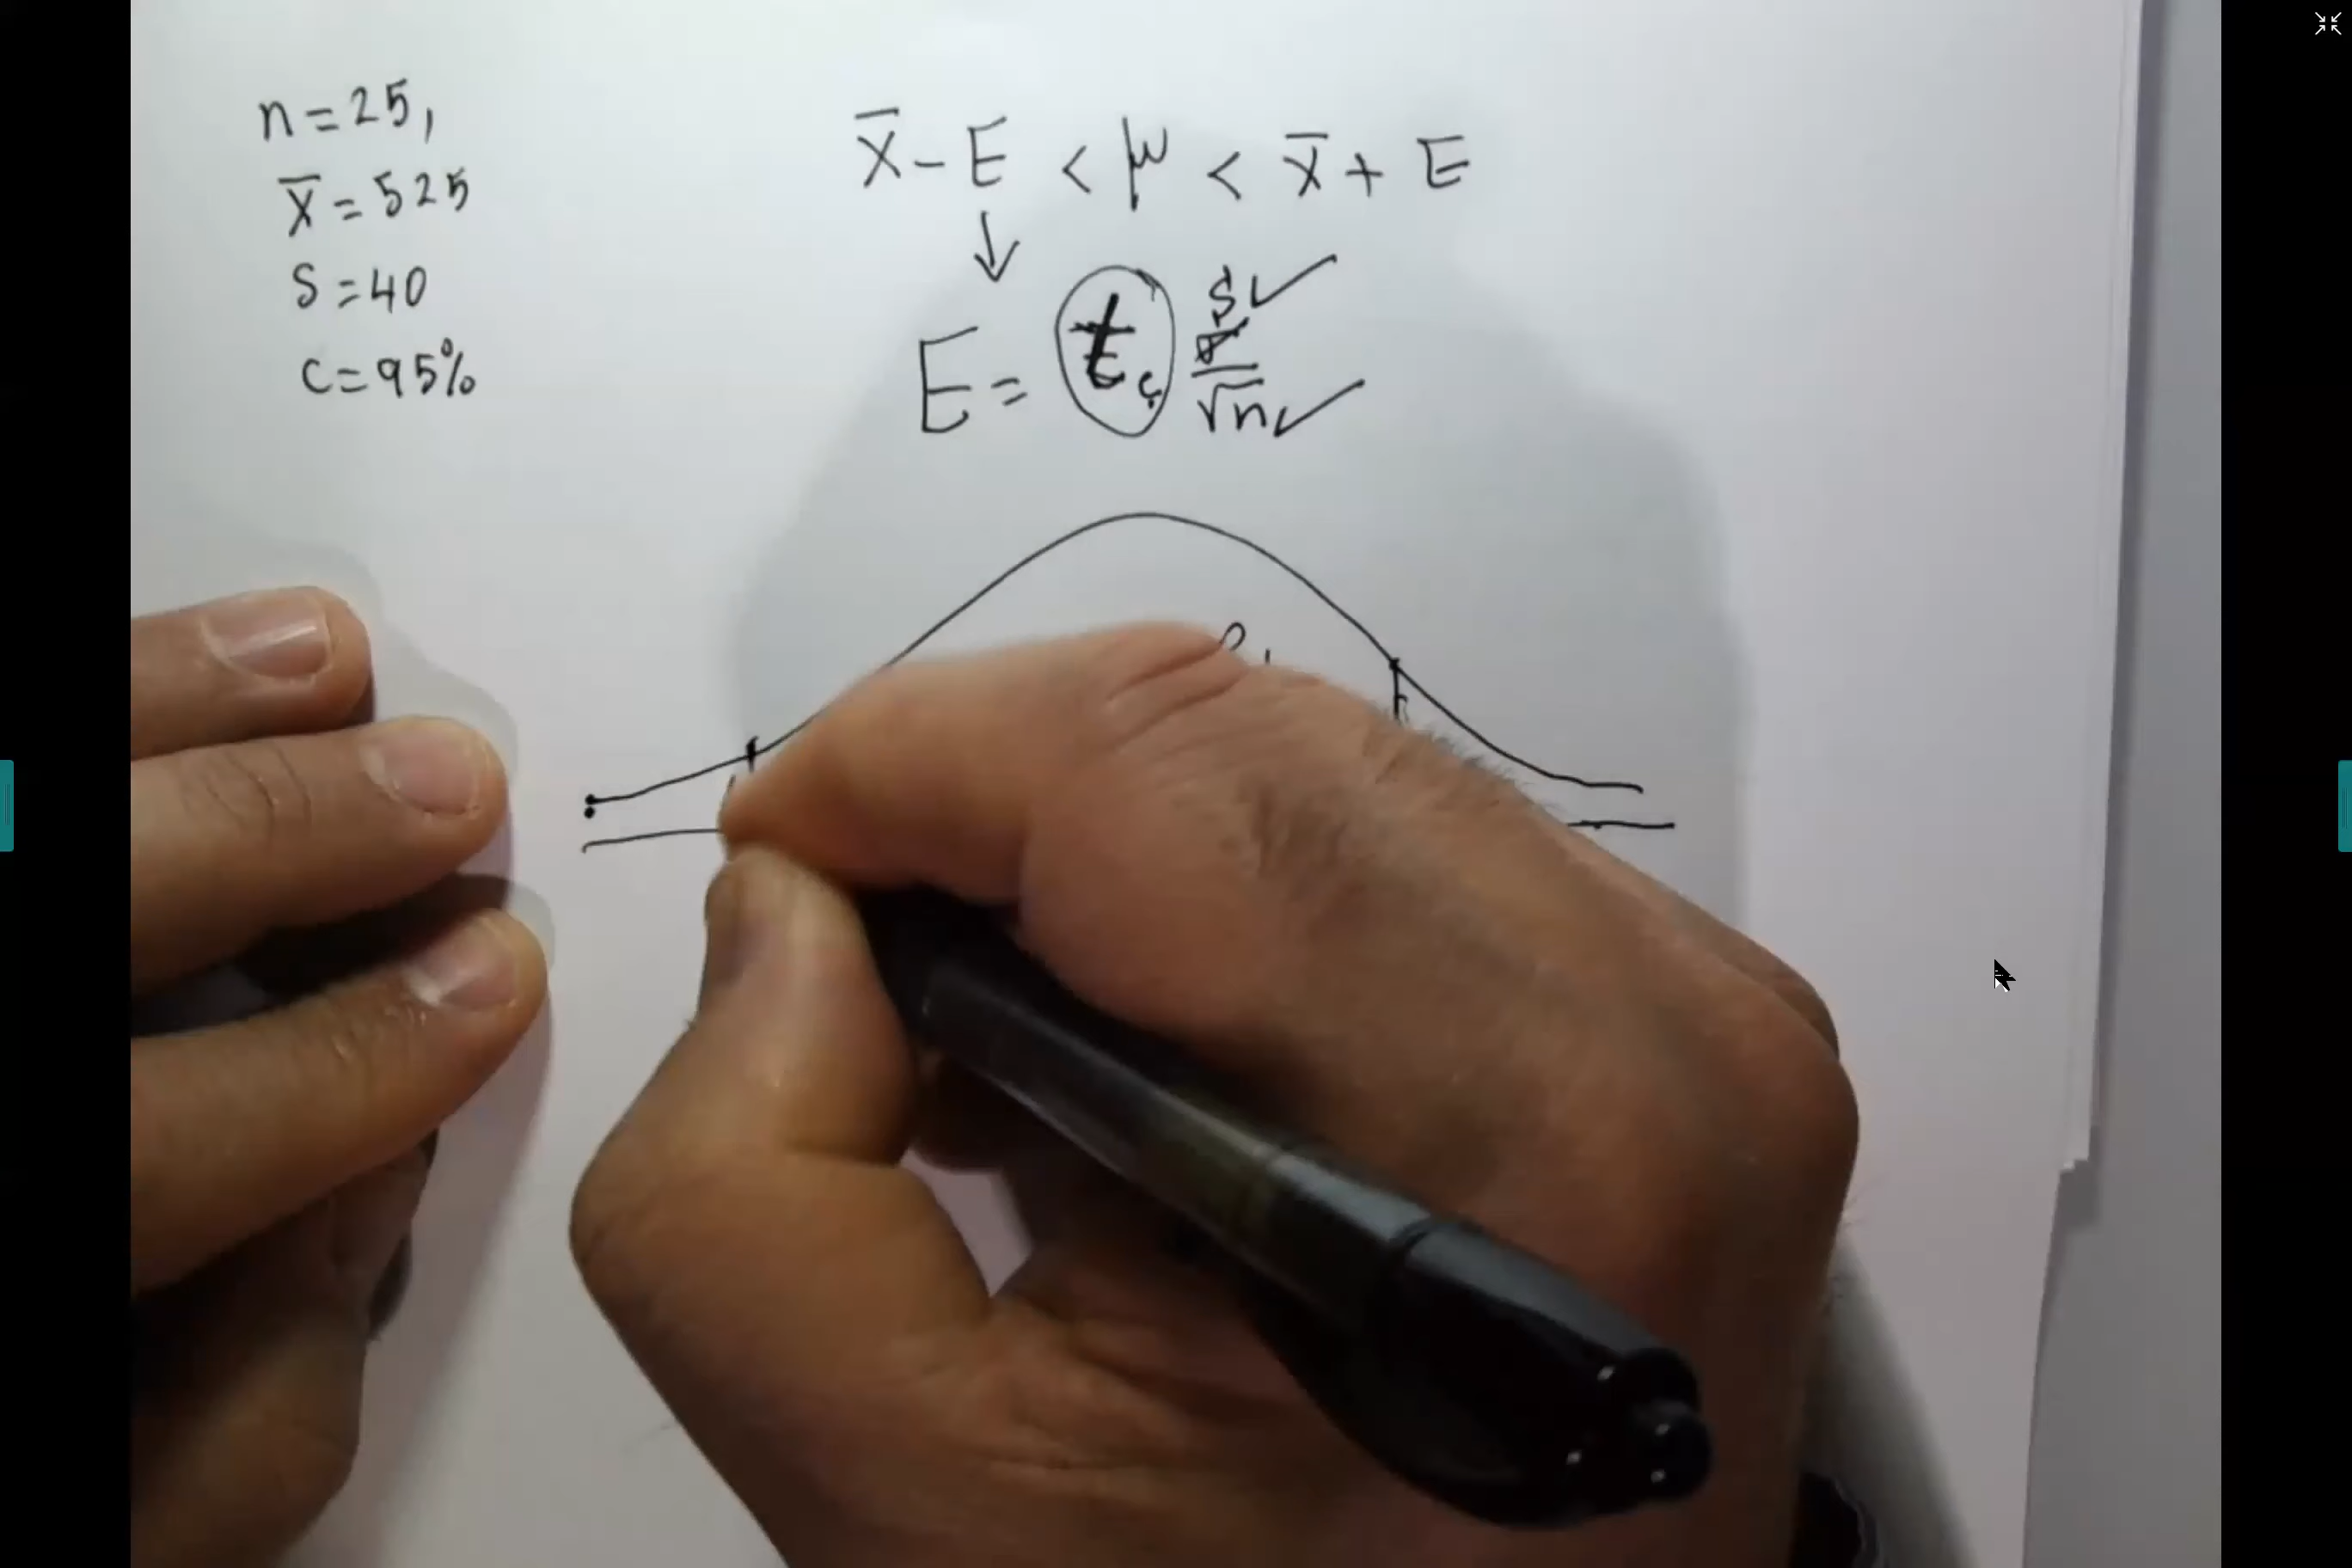 n = 25,
x̄ = 525
S = 40
C = 95%
x̄ - E < μ < x̄ + E
↓
E = t_c S✓ / √n✓